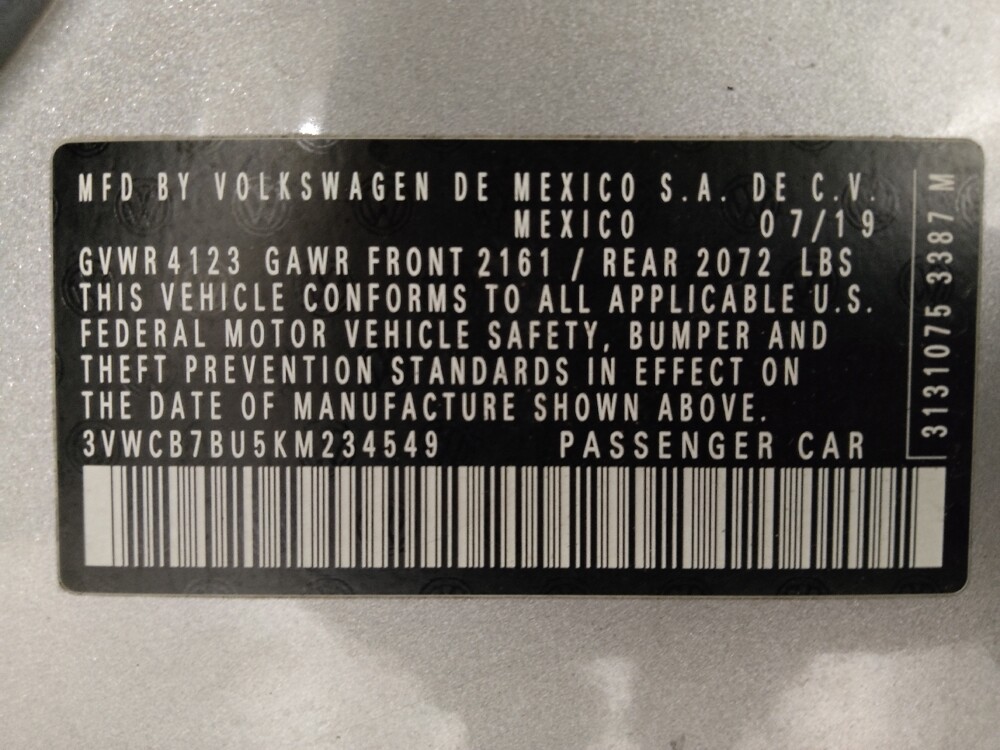 MFD BY VOLKSWAGEN DE MEXICO S.A. DE C.V.
MEXICO 07/19
GVWR 4123 GAWR FRONT 2161 / REAR 2072 LBS
THIS VEHICLE CONFORMS TO ALL APPLICABLE U.S.
FEDERAL MOTOR VEHICLE SAFETY, BUMPER AND
THEFT PREVENTION STANDARDS IN EFFECT ON
THE DATE OF MANUFACTURE SHOWN ABOVE.
3VWCB7BU5KM234549 PASSENGER CAR
3131075 3387 M